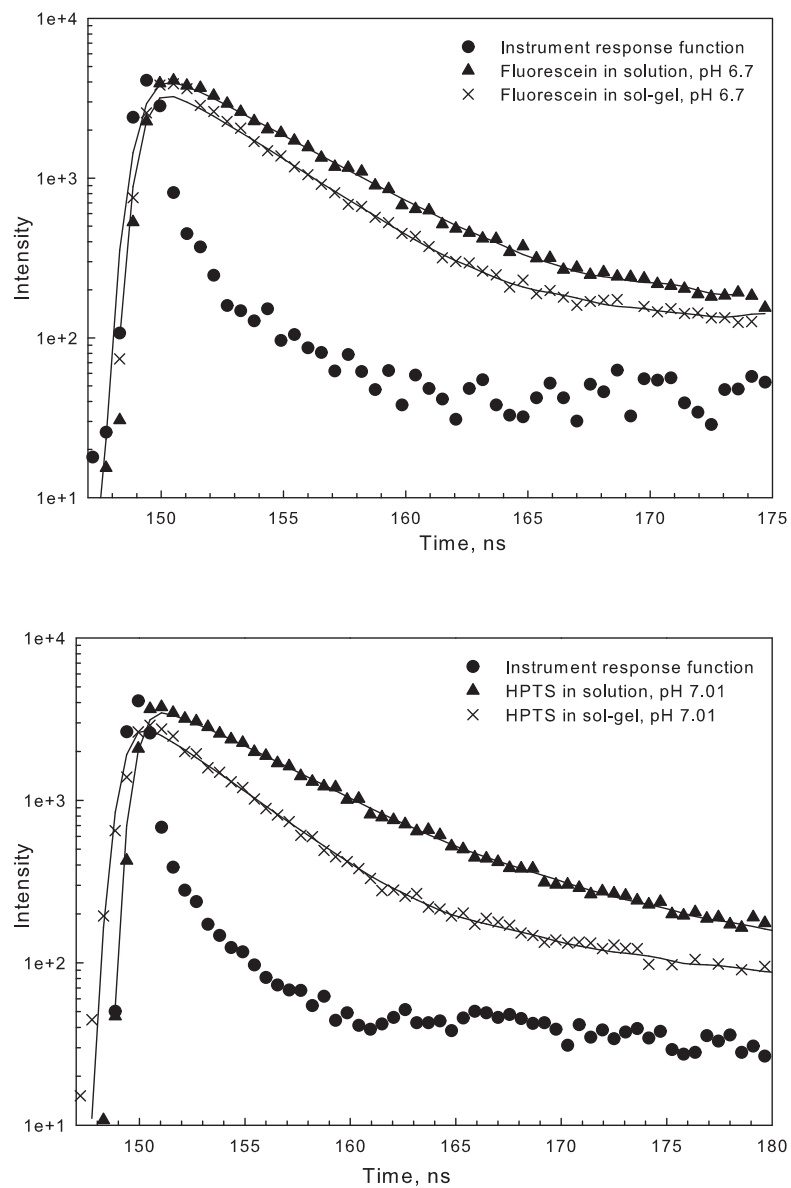 1e+4
Instrument response function
Fluorescein in solution, pH 6.7
Fluorescein in sol-gel, pH 6.7
1e+3
Intensity
1e+2
1e+1
150 155 160 165 170 175
Time, ns
1e+4
Instrument response function
HPTS in solution, pH 7.01
HPTS in sol-gel, pH 7.01
1e+3
Intensity
1e+2
1e+1
150 155 160 165 170 175 180
Time, ns